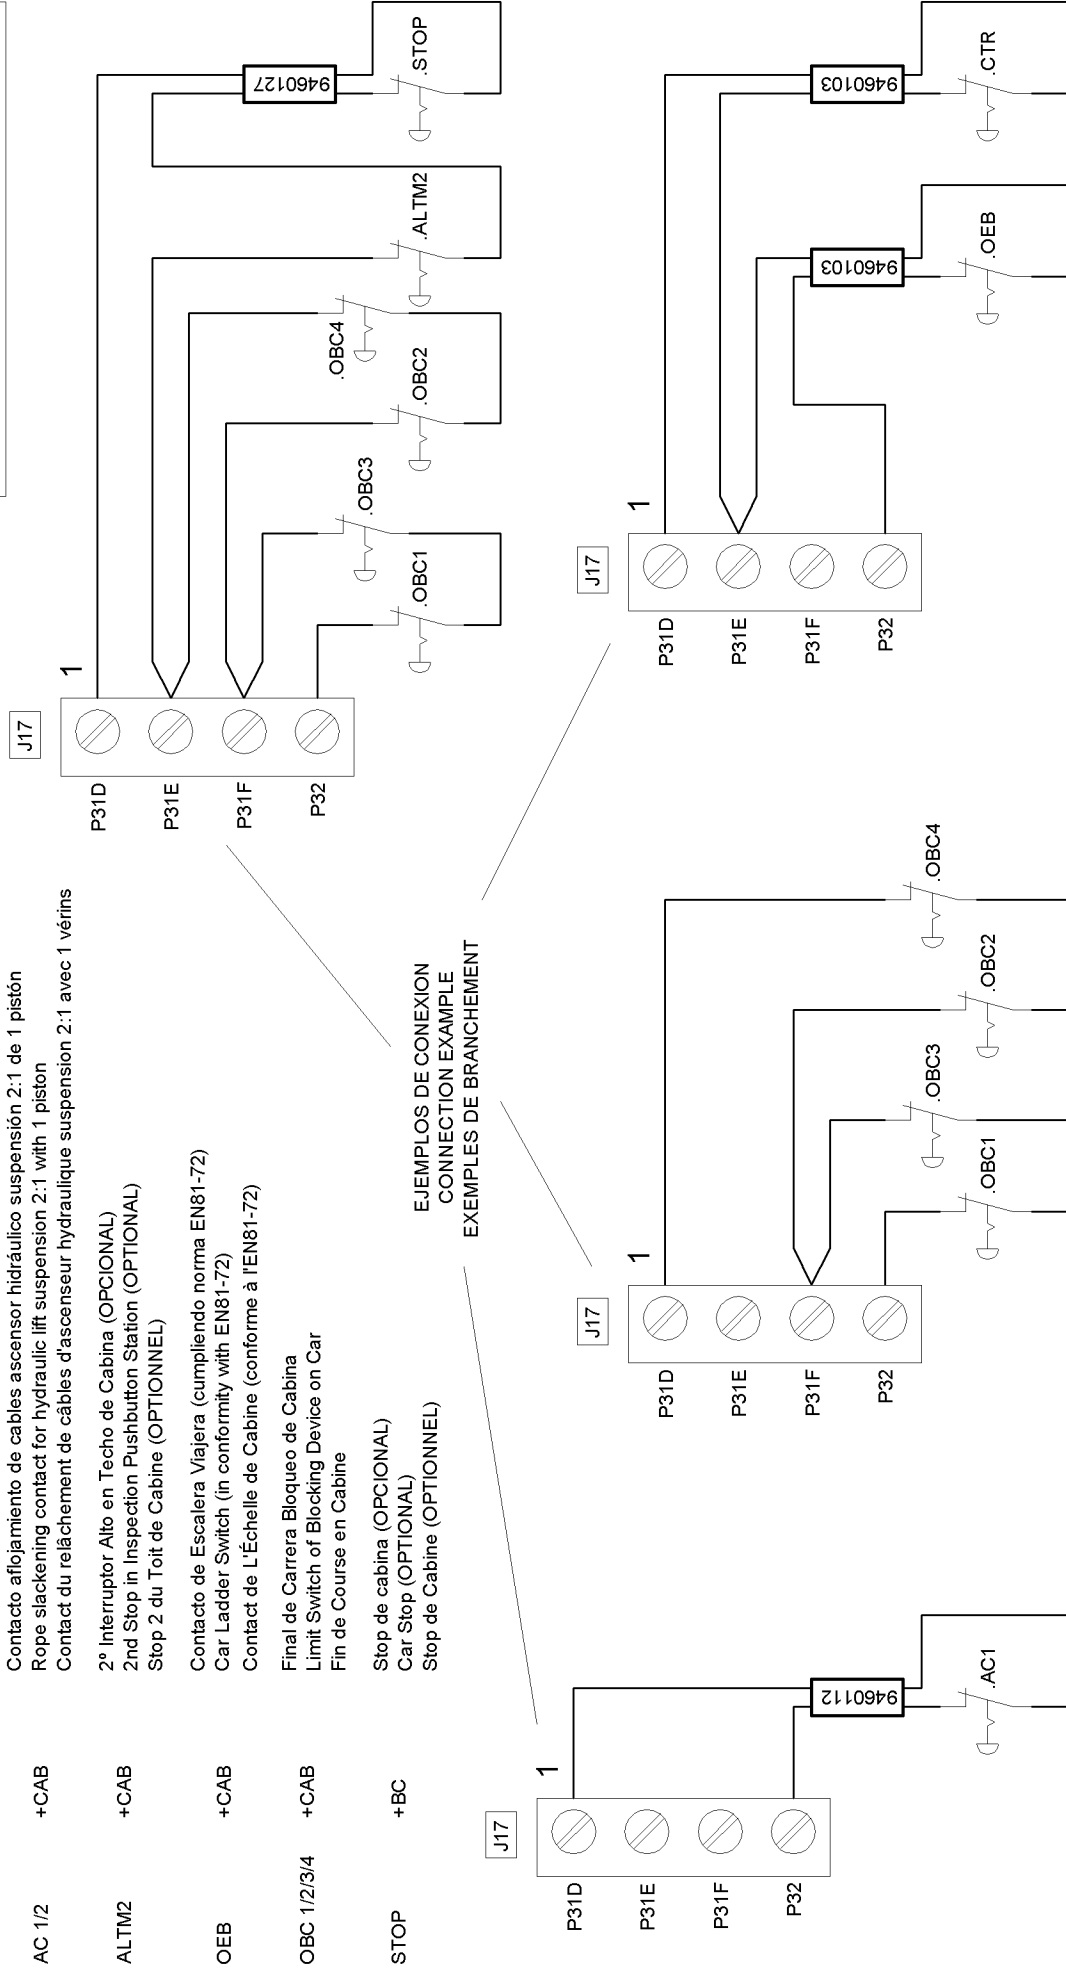 AC 1/2 +CAB Contacto aflojamiento de cables ascensor hidráulico suspensión 2:1 de 1 pistón
Rope slackening contact for hydraulic lift suspension 2:1 with 1 piston
Contact du relâchement de câbles d'ascenseur hydraulique suspension 2:1 avec 1 vérins
ALTM2 +CAB 2º Interruptor Alto en Techo de Cabina (OPCIONAL)
2nd Stop in Inspection Pushbutton Station (OPTIONAL)
Stop 2 du Toit de Cabine (OPTIONNEL)
OEB +CAB Contacto de Escalera Viajera (cumpliendo norma EN81-72)
Car Ladder Switch (in conformity with EN81-72)
Contact de L'Échelle de Cabine (conforme à l'EN81-72)
OBC 1/2/3/4 +CAB Final de Carrera Bloqueo de Cabina
Limit Switch of Blocking Device on Car
Fin de Course en Cabine
STOP +BC Stop de cabina (OPCIONAL)
Car Stop (OPTIONAL)
Stop de Cabine (OPTIONNEL)
EJEMPLOS DE CONEXION
CONNECTION EXAMPLE
EXEMPLES DE BRANCHEMENT
J17
1
P31D
P31E
P31F
P32
.OBC1
.OBC3
.OBC2
.OBC4
.ALTM2
.STOP
9460127
J17
1
P31D
P31E
P31F
P32
9460112
.AC1
J17
1
P31D
P31E
P31F
P32
.OBC1
.OBC3
.OBC2
.OBC4
J17
1
P31D
P31E
P31F
P32
9460103
.OEB
9460103
.CTR